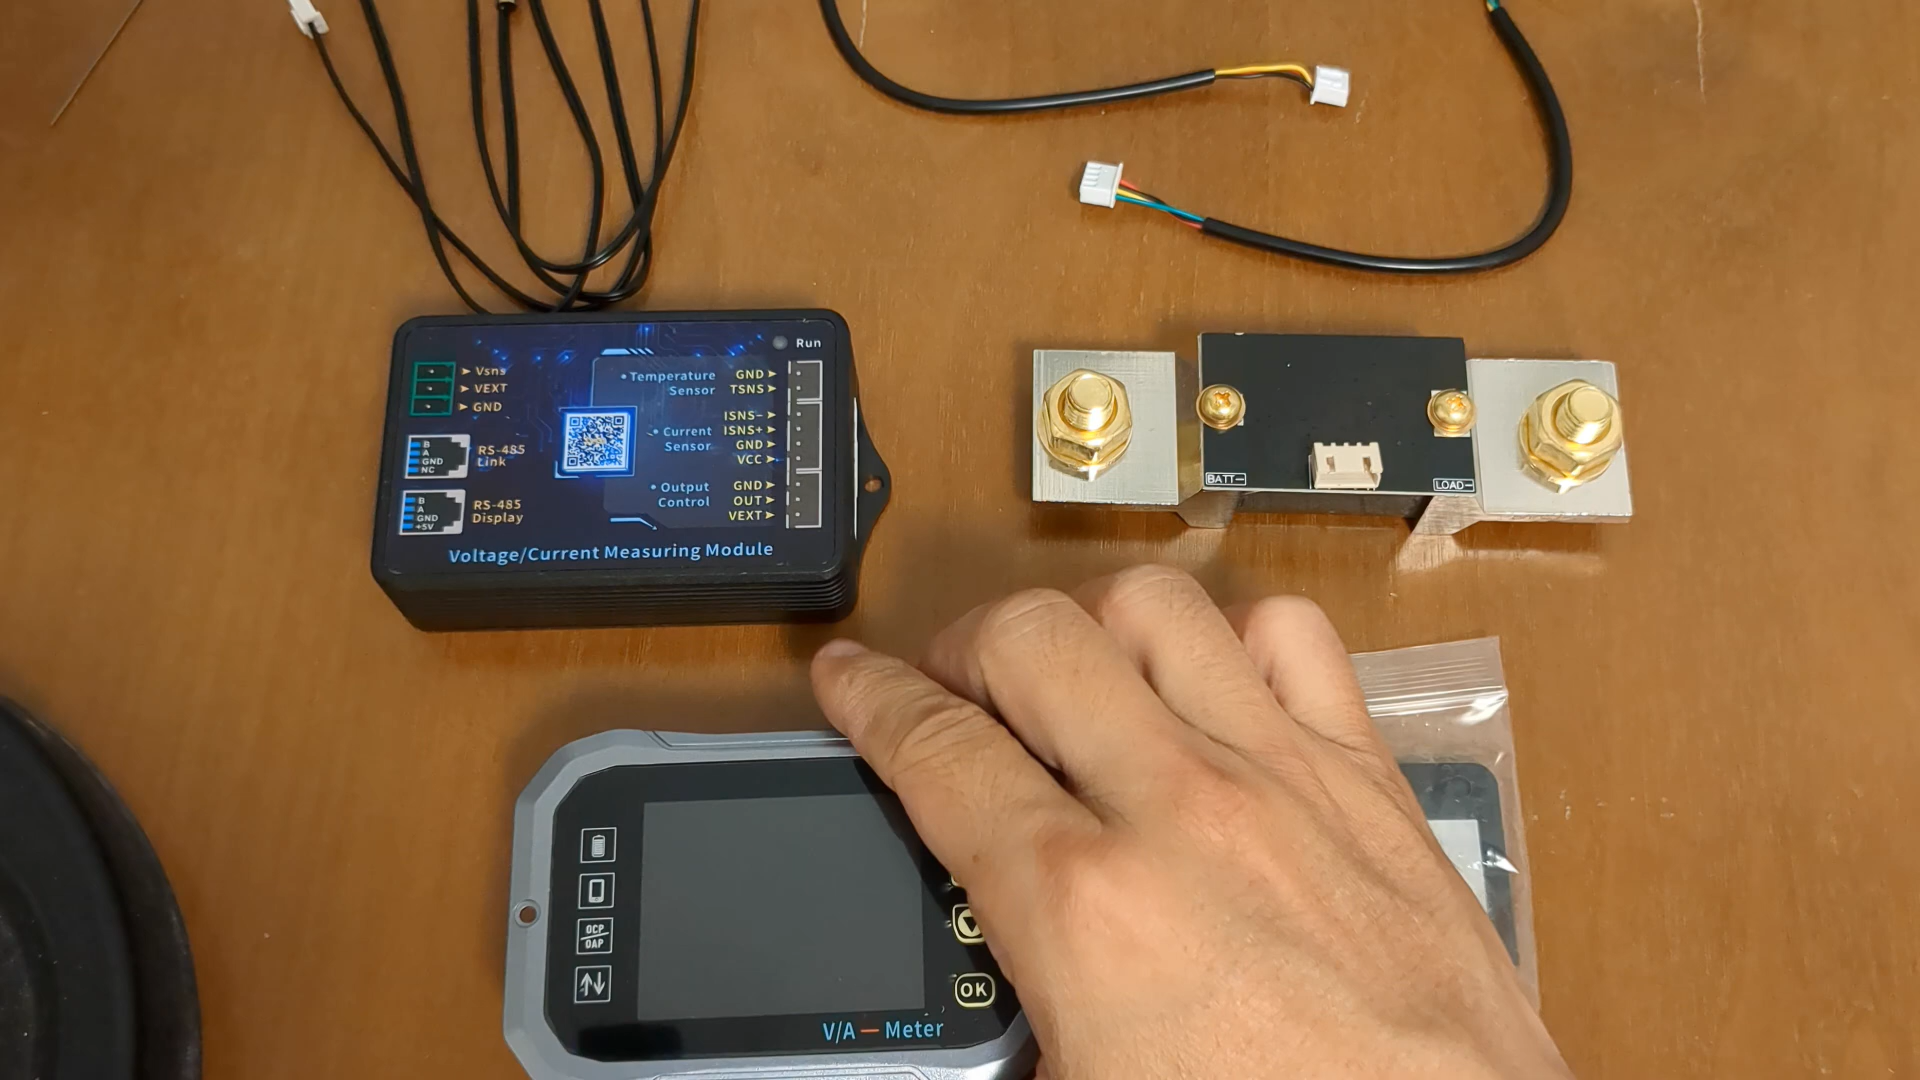 Run
Vsns
VEXT
GND
B
A
GND
NC
RS-485
Link
B
A
GND
+5V
RS-485
Display
• Temperature
Sensor
GND
TSNS
• Current
Sensor
ISNS-
ISNS+
GND
VCC
• Output
Control
GND
OUT
VEXT
Voltage/Current Measuring Module
BATT-
LOAD-
OCP
OAP
OK
V/A — Meter